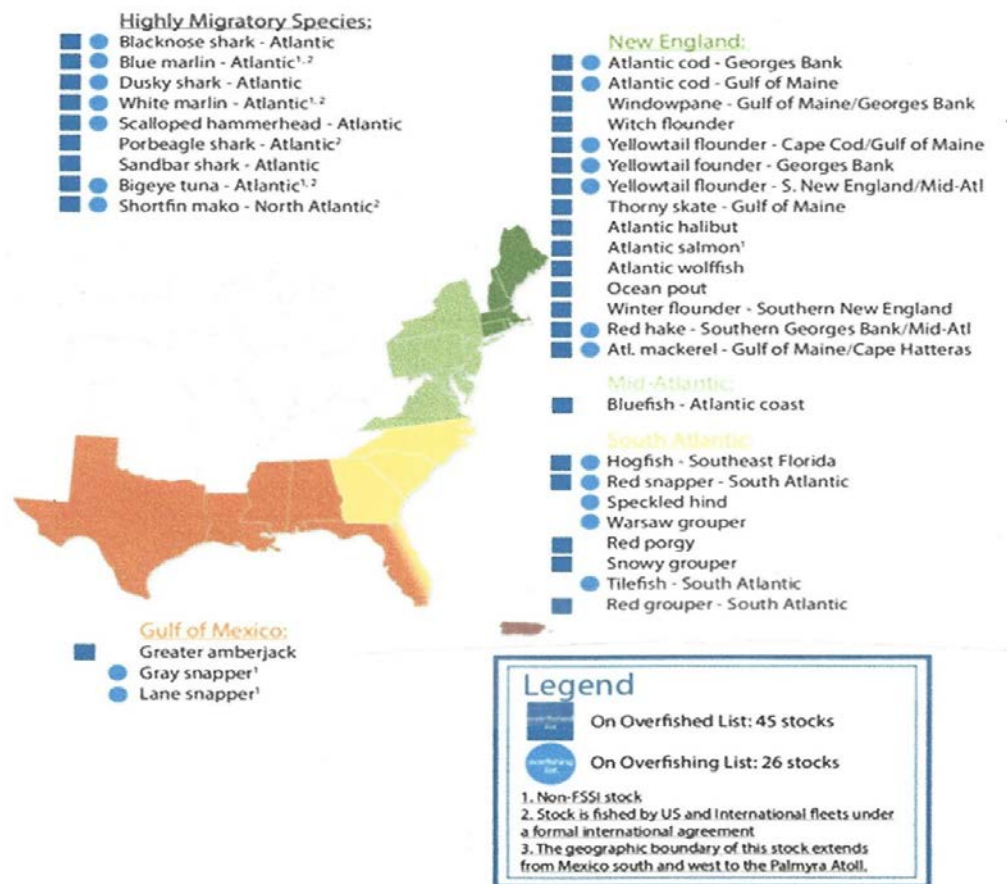 Highly Migratory Species:
Blacknose shark - Atlantic
Blue marlin - Atlantic¹·²
Dusky shark - Atlantic
White marlin - Atlantic¹·²
Scalloped hammerhead - Atlantic
Porbeagle shark - Atlantic²
Sandbar shark - Atlantic
Bigeye tuna - Atlantic¹·²
Shortfin mako - North Atlantic²
New England:
Atlantic cod - Georges Bank
Atlantic cod - Gulf of Maine
Windowpane - Gulf of Maine/Georges Bank
Witch flounder
Yellowtail flounder - Cape Cod/Gulf of Maine
Yellowtail founder - Georges Bank
Yellowtail flounder - S. New England/Mid-Atl
Thorny skate - Gulf of Maine
Atlantic halibut
Atlantic salmon¹
Atlantic wolffish
Ocean pout
Winter flounder - Southern New England
Red hake - Southern Georges Bank/Mid-Atl
Atl. mackerel - Gulf of Maine/Cape Hatteras
Mid-Atlantic:
Bluefish - Atlantic coast
South Atlantic:
Hogfish - Southeast Florida
Red snapper - South Atlantic
Speckled hind
Warsaw grouper
Red porgy
Snowy grouper
Tilefish - South Atlantic
Red grouper - South Atlantic
Gulf of Mexico:
Greater amberjack
Gray snapper¹
Lane snapper¹
Legend
overfished
list
On Overfished List: 45 stocks
overfishing
list
On Overfishing List: 26 stocks
1. Non-FSSI stock
2. Stock is fished by US and International fleets under
a formal international agreement
3. The geographic boundary of this stock extends
from Mexico south and west to the Palmyra Atoll.